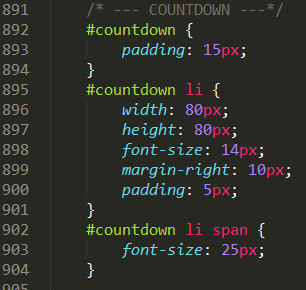 891 /* --- COUNTDOWN ---*/
892 #countdown {
893 padding: 15px;
894 }
895 #countdown li {
896 width: 80px;
897 height: 80px;
898 font-size: 14px;
899 margin-right: 10px;
900 padding: 5px;
901 }
902 #countdown li span {
903 font-size: 25px;
904 }